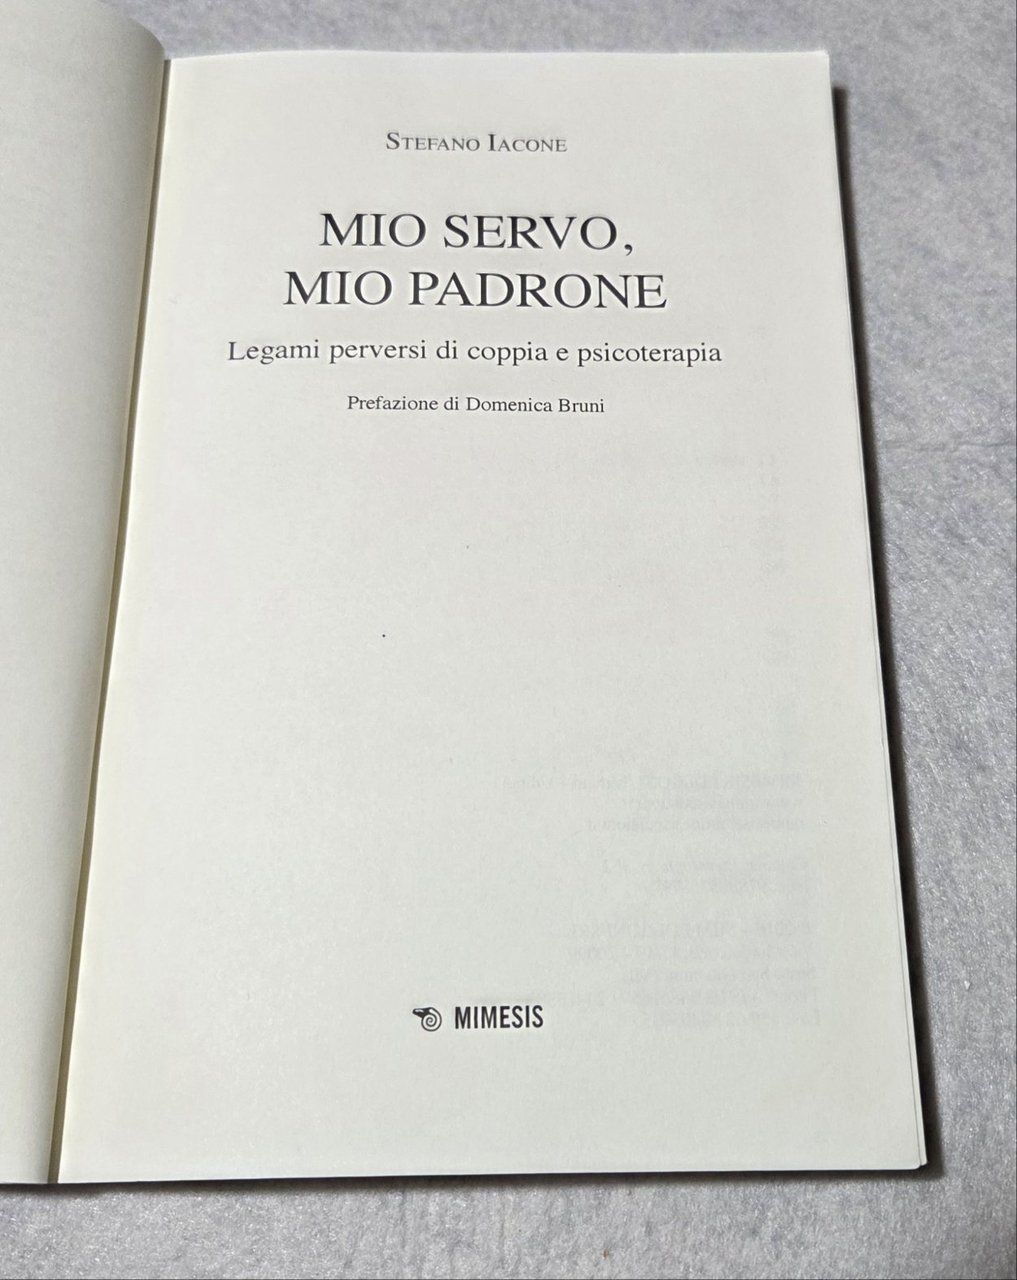 STEFANO IACONE
MIO SERVO,
MIO PADRONE
Legami perversi di coppia e psicoterapia
Prefazione di Domenica Bruni
MIMESIS